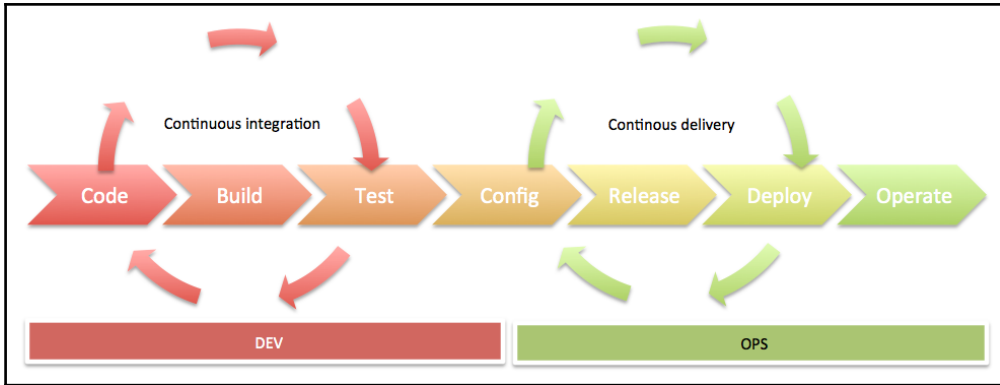 Continuous integration
Continous delivery
Code
Build
Test
Config
Release
Deploy
Operate
DEV
OPS